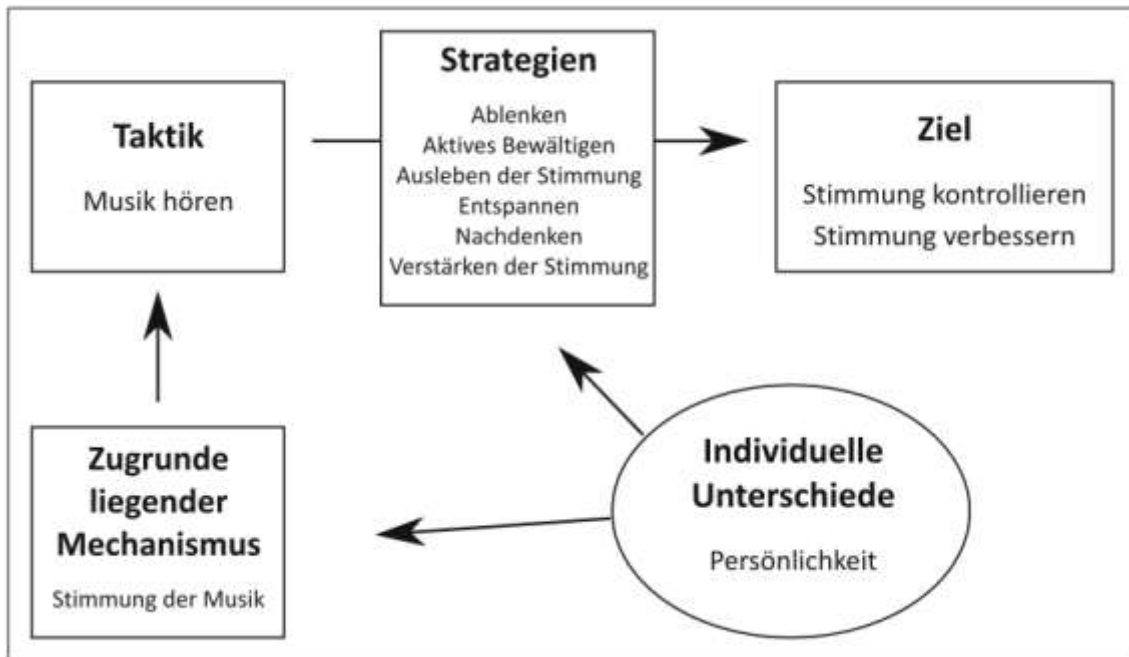 Taktik
Musik hören
Strategien
Ablenken
Aktives Bewältigen
Ausleben der Stimmung
Entspannen
Nachdenken
Verstärken der Stimmung
Ziel
Stimmung kontrollieren
Stimmung verbessern
Zugrunde
liegender
Mechanismus
Stimmung der Musik
Individuelle
Unterschiede
Persönlichkeit